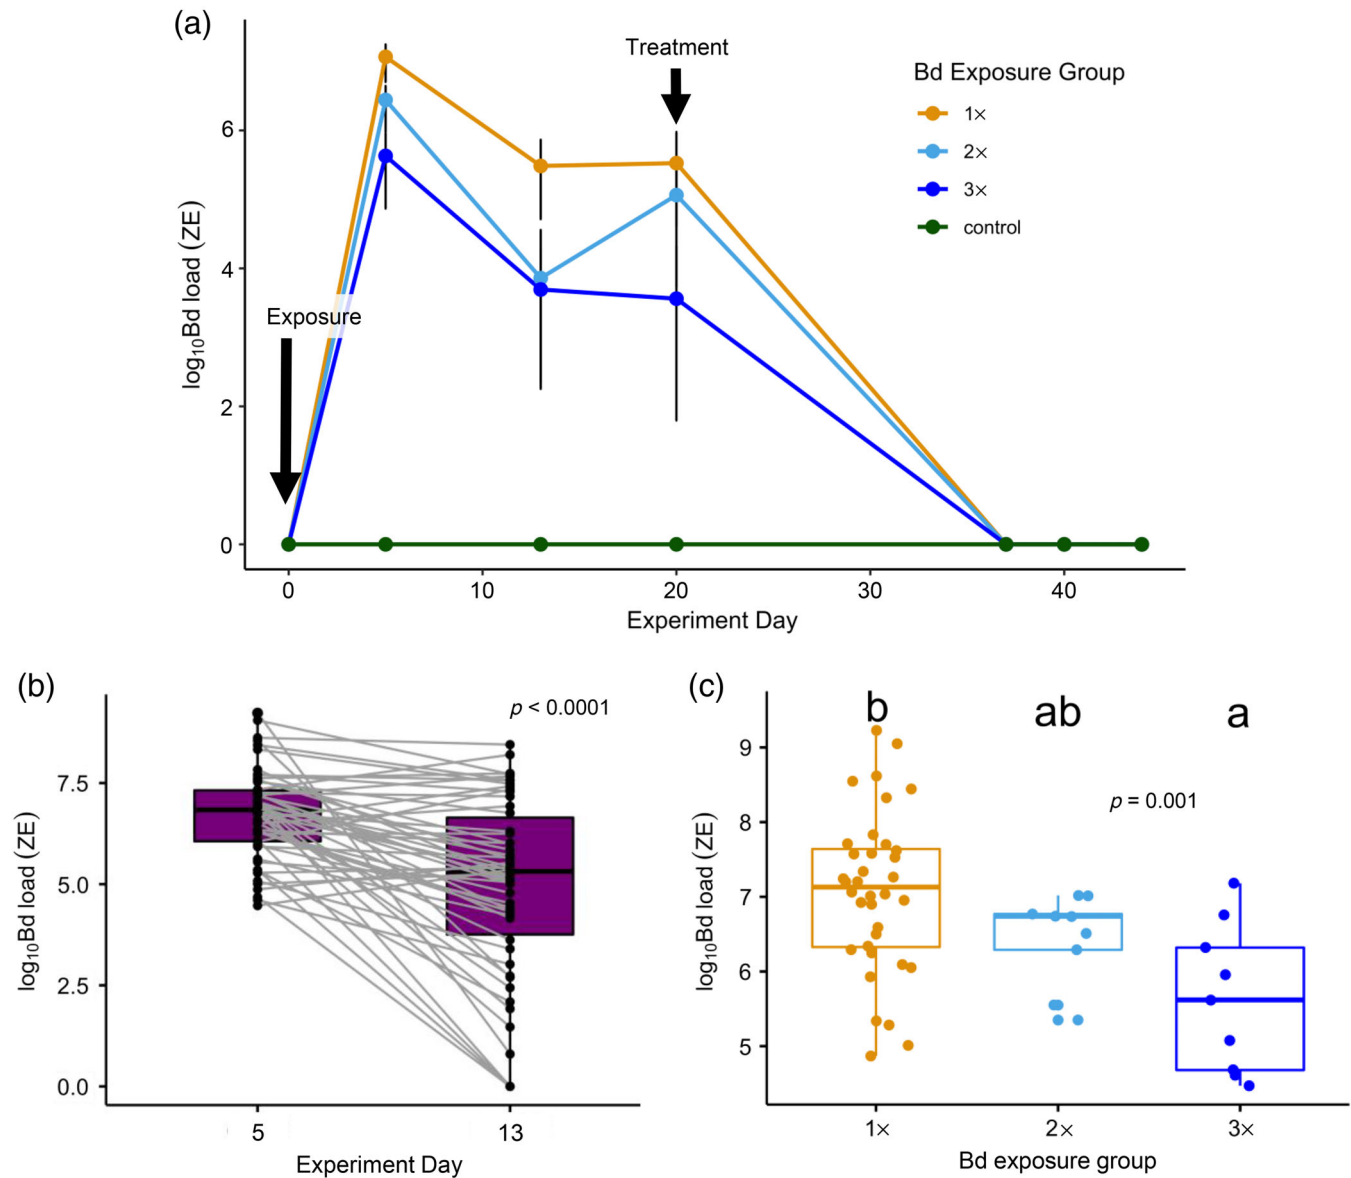 (a)
Treatment
Bd Exposure Group
1×
2×
3×
control
Exposure
log₁₀Bd load (ZE)
6
4
2
0
0 10 20 30 40
Experiment Day
(b)
p < 0.0001
log₁₀Bd load (ZE)
7.5
5.0
2.5
0.0
5 13
Experiment Day
(c)
b ab a
p = 0.001
log₁₀Bd load (ZE)
9
8
7
6
5
1× 2× 3×
Bd exposure group